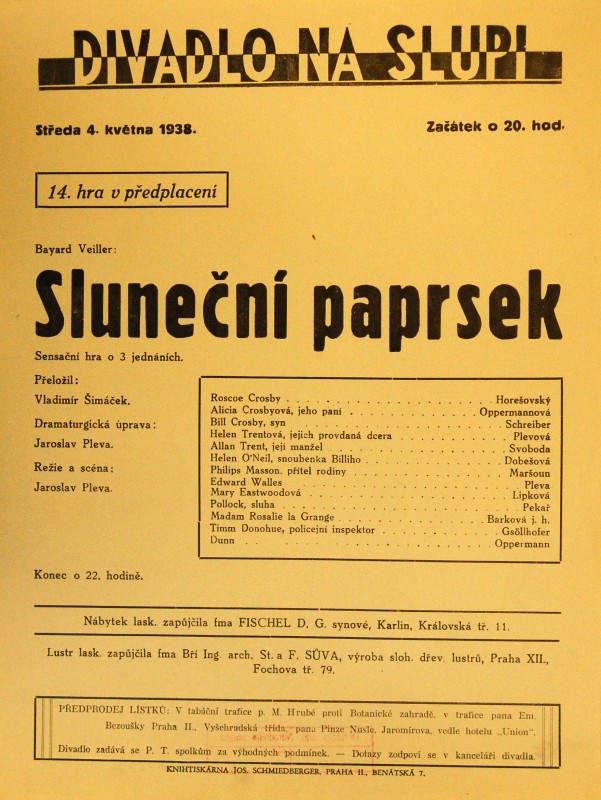 DIVADLO NA SLUPI
Středa 4. května 1938.
Začátek o 20. hod.
14. hra v předplacení
Bayard Veiller:
Sluneční paprsek
Sensační hra o 3 jednáních.
Přeložil:
Vladimír Šimáček.
Dramaturgická úprava:
Jaroslav Pleva.
Režie a scéna:
Jaroslav Pleva.
Roscoe Crosby . . . . . . . . . . Horešovský
Alicia Crosbyová, jeho paní . . . . . . . . . . Oppermannová
Bill Crosby, syn . . . . . . . . . . Schreiber
Helen Trentová, jejich provdaná dcera . . . . . . . . . . Plevová
Allan Trent, její manžel . . . . . . . . . . Svoboda
Helen O'Neil, snoubenka Billiho . . . . . . . . . . Dobešová
Philips Masson. přítel rodiny . . . . . . . . . . Maršoun
Edward Walles . . . . . . . . . . Pleva
Mary Eastwoodová . . . . . . . . . . Lipková
Pollock, sluha . . . . . . . . . . Pekař
Madam Rosalie la Grange . . . . . . . . . . Barková j. h.
Timm Donohue, policejní inspektor . . . . . . . . . . Gsöllhofer
Dunn . . . . . . . . . . Oppermann
Konec o 22. hodině.
Nábytek lask. zapůjčila fma FISCHEL D. G. synové, Karlin, Královská tř. 11.
Lustr lask. zapůjčila fma Bří Ing. arch. St. a F. SŮVA, výroba sloh. dřev. lustrů, Praha XII.,
Fochova tř. 79.
PŘEDPRODEJ LÍSTKŮ: V tabáční trafice p. M. Hrubé proti Botanické zahradě, v trafice pana Em.
Bezoušky Praha II., Vyšehradská třída, pana Pinze Nusle, Jaromírova, vedle hotelu „Union".
Divadlo zadává se P. T. spolkům za výhodných podmínek. — Dotazy zodpoví se v kanceláři divadla.
KNIHTISKÁRNA JOS. SCHMIEDBERGER, PRAHA II., BENÁTSKÁ 7.